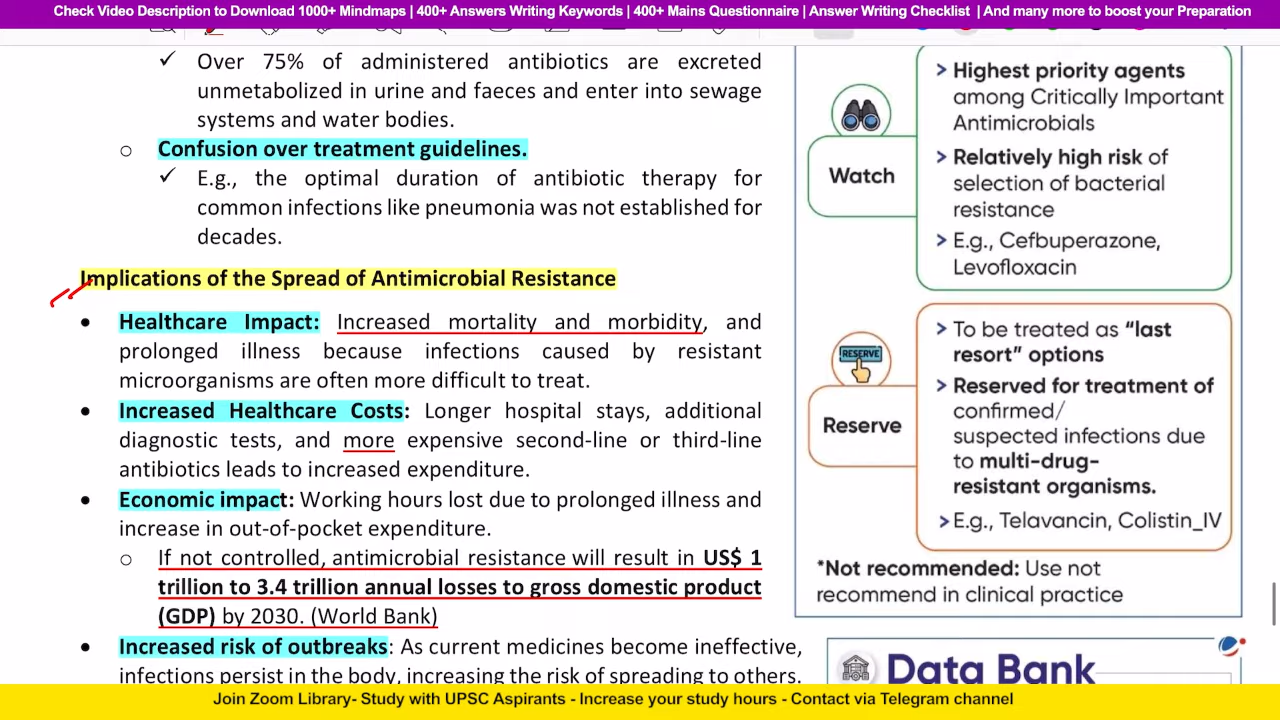 Check Video Description to Download 1000+ Mindmaps | 400+ Answers Writing Keywords | 400+ Mains Questionnaire | Answer Writing Checklist | And many more to boost your Preparation
✓ Over 75% of administered antibiotics are excreted
unmetabolized in urine and faeces and enter into sewage
systems and water bodies.
o Confusion over treatment guidelines.
✓ E.g., the optimal duration of antibiotic therapy for
common infections like pneumonia was not established for
decades.
Implications of the Spread of Antimicrobial Resistance
• Healthcare Impact: Increased mortality and morbidity, and
prolonged illness because infections caused by resistant
microorganisms are often more difficult to treat.
• Increased Healthcare Costs: Longer hospital stays, additional
diagnostic tests, and more expensive second-line or third-line
antibiotics leads to increased expenditure.
• Economic impact: Working hours lost due to prolonged illness and
increase in out-of-pocket expenditure.
o If not controlled, antimicrobial resistance will result in US$ 1
trillion to 3.4 trillion annual losses to gross domestic product
(GDP) by 2030. (World Bank)
• Increased risk of outbreaks: As current medicines become ineffective,
infections persist in the body, increasing the risk of spreading to others.
Watch
> Highest priority agents
among Critically Important
Antimicrobials
> Relatively high risk of
selection of bacterial
resistance
> E.g., Cefbuperazone,
Levofloxacin
RESERVE
Reserve
> To be treated as “last
resort” options
> Reserved for treatment of
confirmed/
suspected infections due
to multi-drug-
resistant organisms.
> E.g., Telavancin, Colistin_IV
*Not recommended: Use not
recommend in clinical practice
Data Bank
Join Zoom Library- Study with UPSC Aspirants - Increase your study hours - Contact via Telegram channel